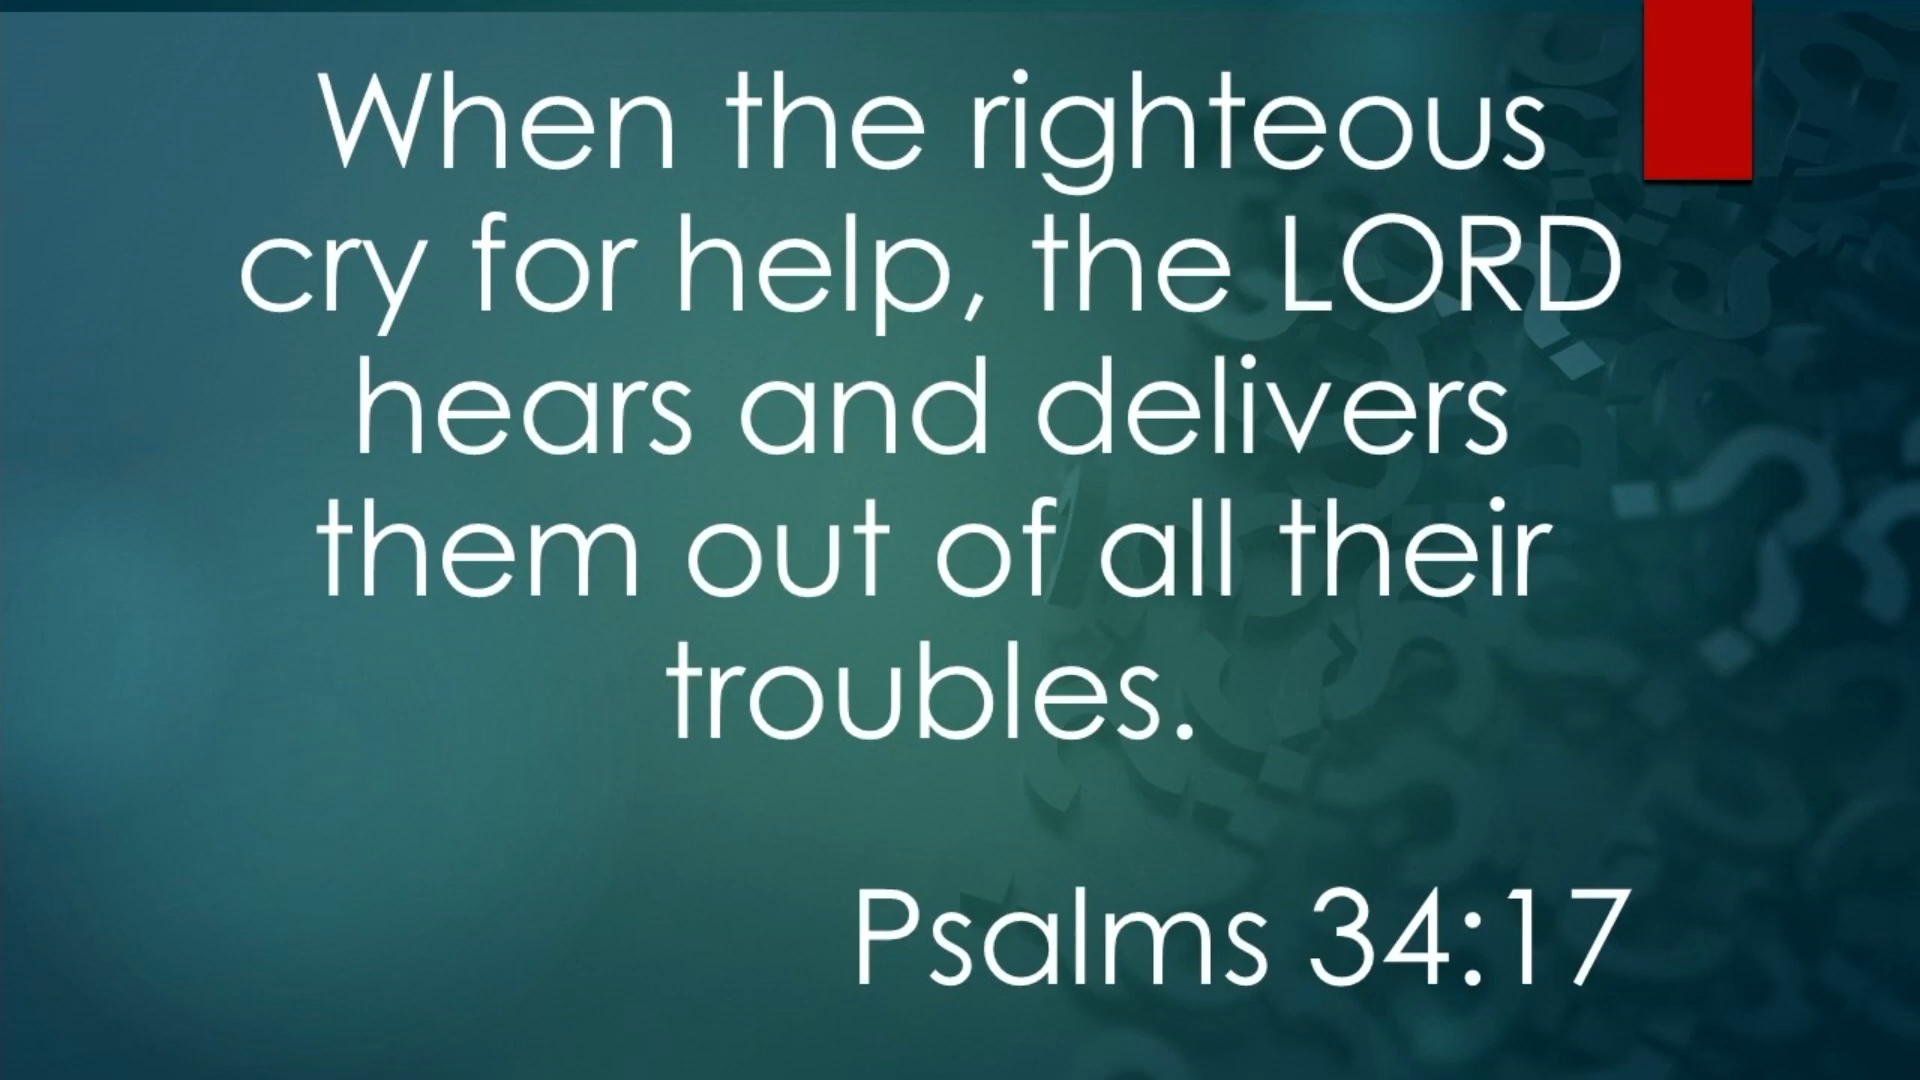 When the righteous
cry for help, the LORD
hears and delivers
them out of all their
troubles.
Psalms 34:17